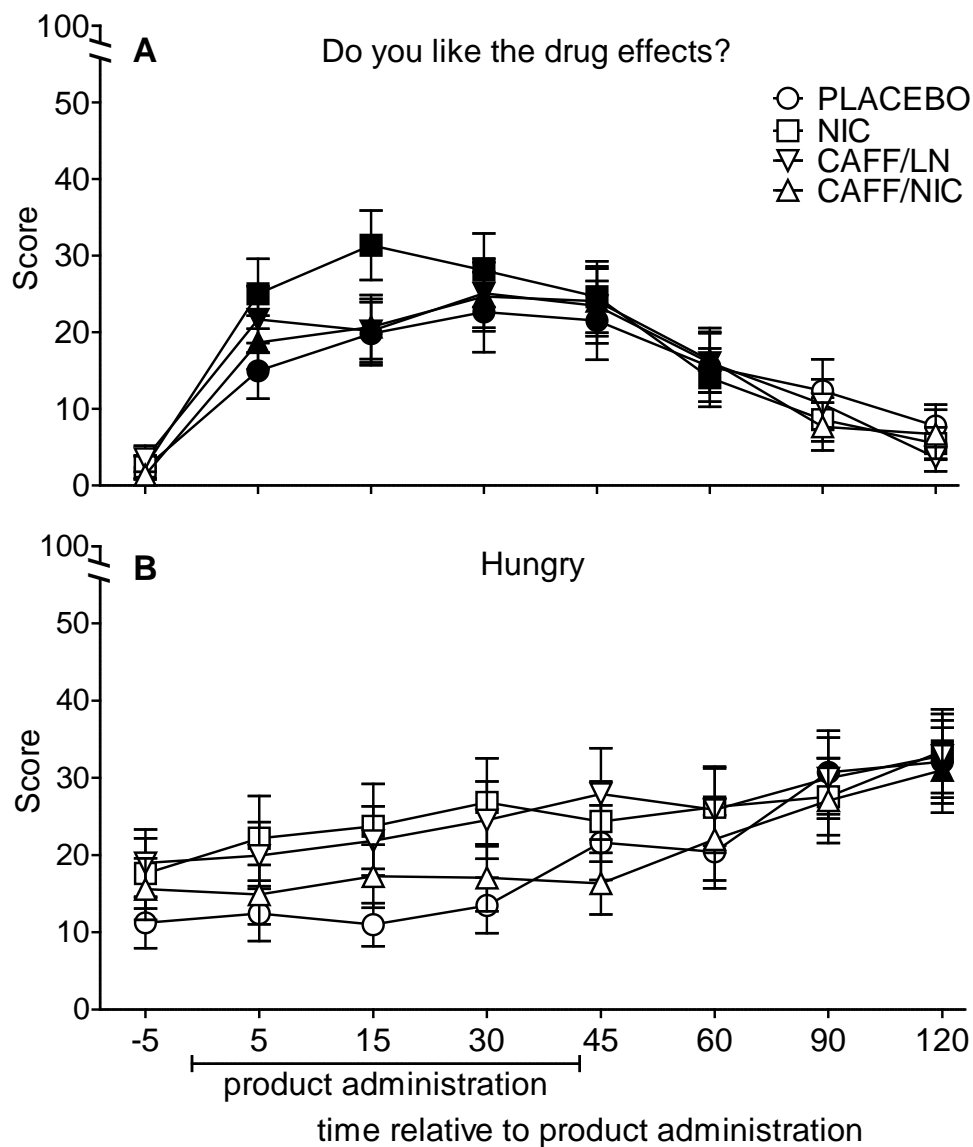 100
A
Do you like the drug effects?
50
40
30
20
10
0
Score
PLACEBO
NIC
CAFF/LN
CAFF/NIC
100
B
Hungry
50
40
30
20
10
0
Score
-5 5 15 30 45 60 90 120
product administration
time relative to product administration